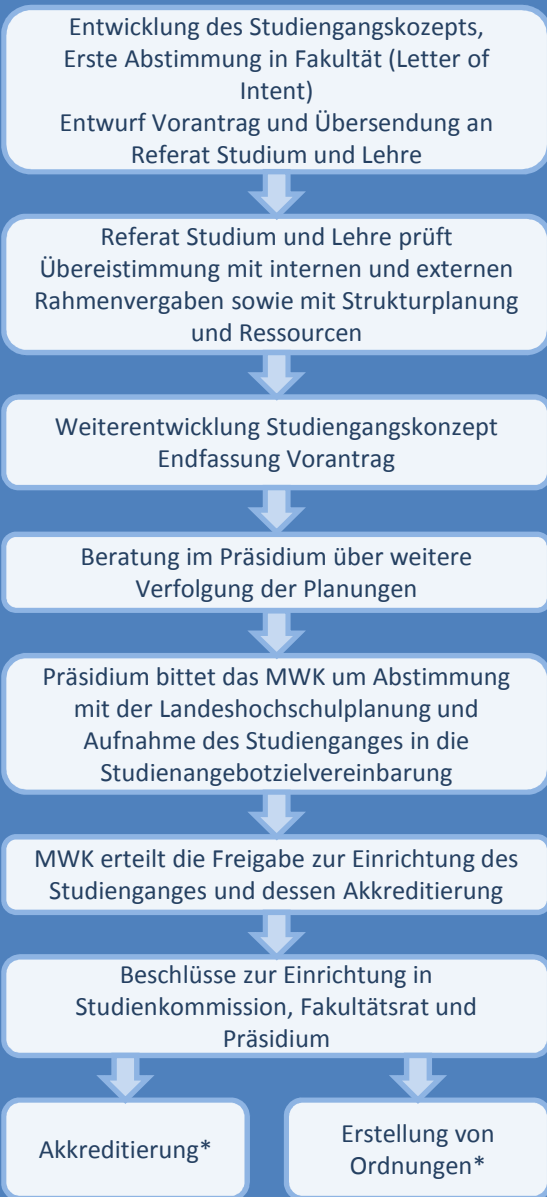 Entwicklung des Studiengangskozepts,
Erste Abstimmung in Fakultät (Letter of
Intent)
Entwurf Vorantrag und Übersendung an
Referat Studium und Lehre
Referat Studium und Lehre prüft
Übereistimmung mit internen und externen
Rahmenvergaben sowie mit Strukturplanung
und Ressourcen
Weiterentwicklung Studiengangskonzept
Endfassung Vorantrag
Beratung im Präsidium über weitere
Verfolgung der Planungen
Präsidium bittet das MWK um Abstimmung
mit der Landeshochschulplanung und
Aufnahme des Studienganges in die
Studienangebotzielvereinbarung
MWK erteilt die Freigabe zur Einrichtung des
Studienganges und dessen Akkreditierung
Beschlüsse zur Einrichtung in
Studienkommission, Fakultätsrat und
Präsidium
Akkreditierung*
Erstellung von
Ordnungen*